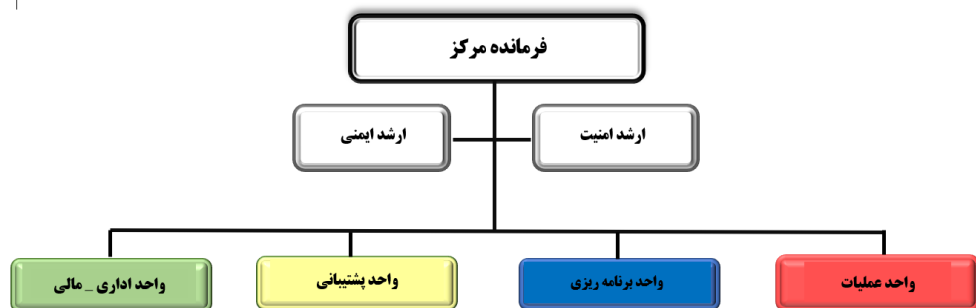 فرمانده مرکز
ارشد امنیت
ارشد ایمنی
واحد عملیات
واحد برنامه ریزی
واحد پشتیبانی
واحد اداری _ مالی